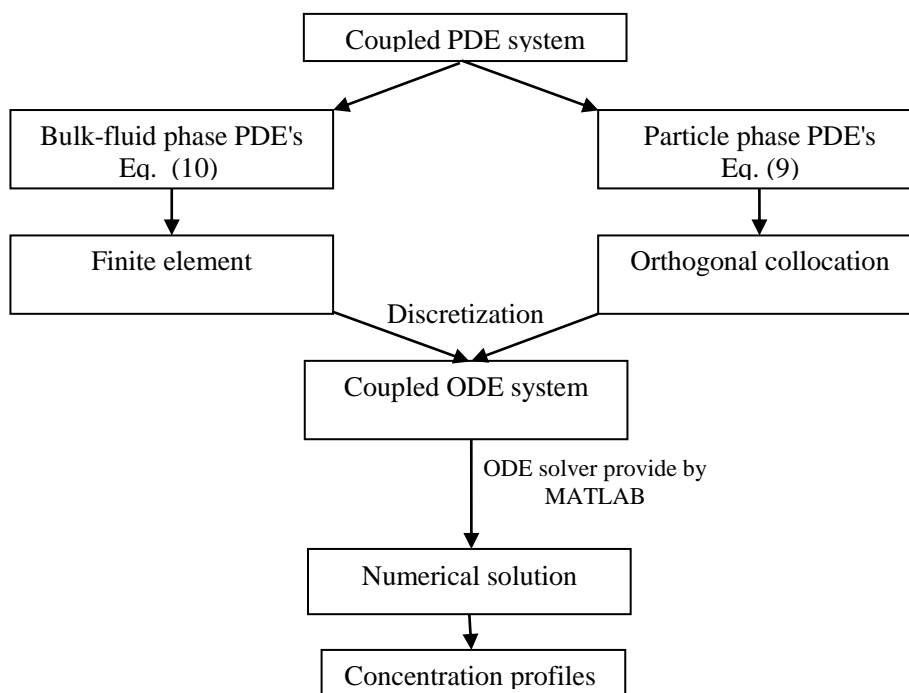 Coupled PDE system
Bulk-fluid phase PDE's
Eq. (10)
Particle phase PDE's
Eq. (9)
Finite element
Orthogonal collocation
Discretization
Coupled ODE system
ODE solver provide by
MATLAB
Numerical solution
Concentration profiles